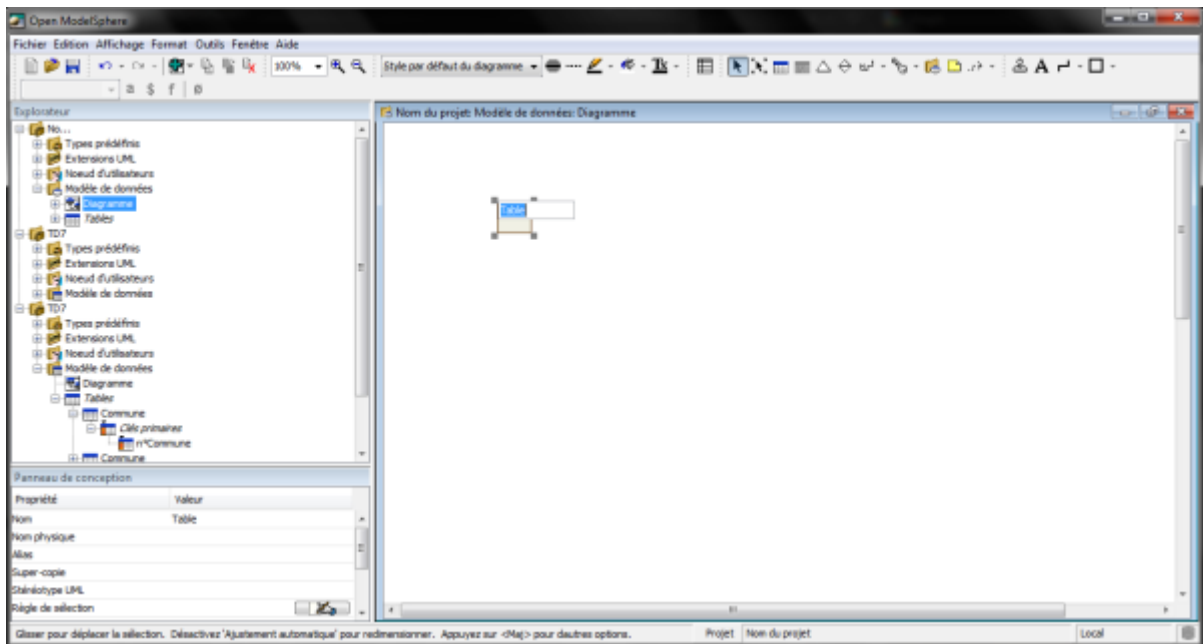 Open ModelSphere
Fichier Edition Affichage Format Outils Fenêtre Aide
100%
Style par défaut du diagramme
a $ f ø
Explorateur
No...
Types prédéfinis
Extensions UML
Noeud d'utilisateurs
Modèle de données
Diagramme
Tables
TD7
Types prédéfinis
Extensions UML
Noeud d'utilisateurs
Modèle de données
TD7
Types prédéfinis
Extensions UML
Noeud d'utilisateurs
Modèle de données
Diagramme
Tables
Commune
Clés primaires
n°Commune
Commune
Nom du projet: Modèle de données: Diagramme
Table
Panneau de conception
Propriété Valeur
Nom Table
Nom physique
Alias
Super-copie
Stéréotype UML
Règle de sélection
Glisser pour déplacer la sélection. Désactivez 'Ajustement automatique' pour redimensionner. Appuyez sur <Maj> pour dautres options.
Projet Nom du projet
Local